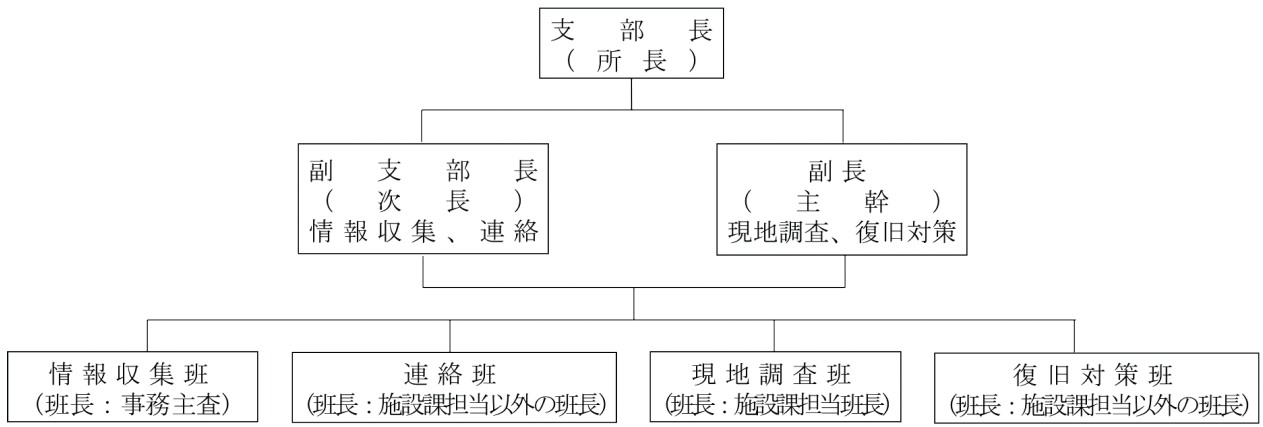 支部長
(所長)
副支部長
(次長)
情報収集、連絡
副長
(主幹)
現地調査、復旧対策
情報収集班
(班長：事務主査)
連絡班
(班長：施設課担当以外の班長)
現地調査班
(班長：施設課担当班長)
復旧対策班
(班長：施設課担当以外の班長)